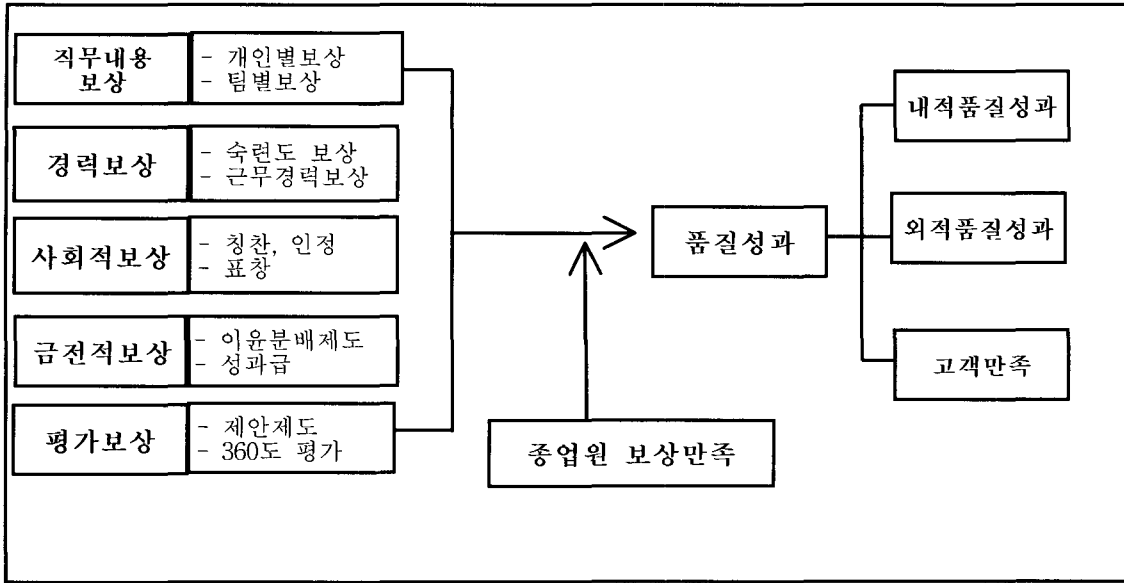 직무내용
보상
- 개인별보상
- 팀별보상
경력보상
- 숙련도 보상
- 근무경력보상
사회적보상
- 칭찬, 인정
- 표창
금전적보상
- 이윤분배제도
- 성과급
평가보상
- 제안제도
- 360도 평가
종업원 보상만족
품질성과
내적품질성과
외적품질성과
고객만족